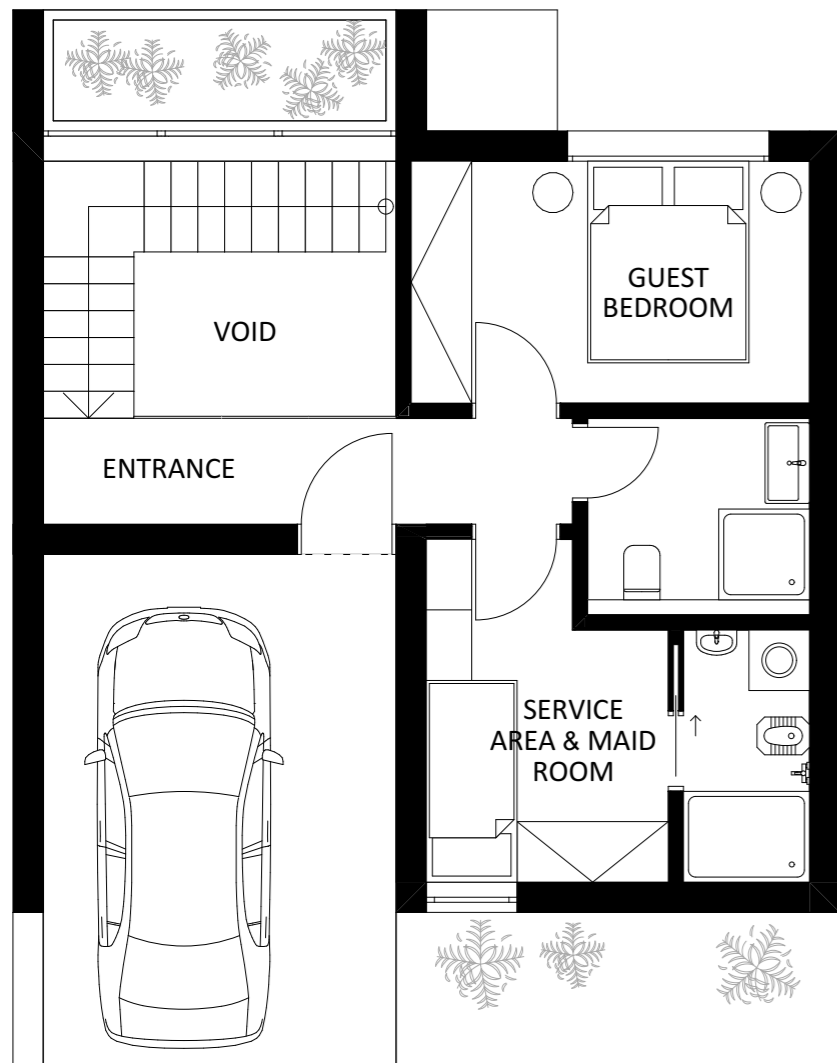 GUEST
BEDROOM
VOID
ENTRANCE
SERVICE
AREA & MAID
ROOM